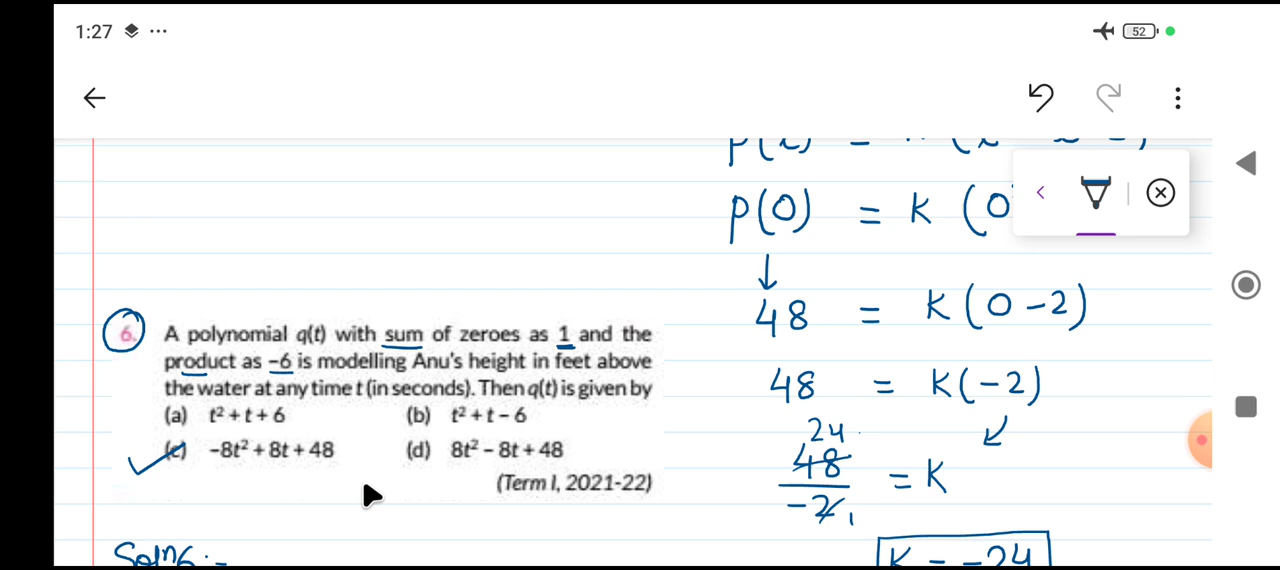 1:27
52
p(0) = K (0
↓
48 = K(0-2)
48 = K(-2)
24
48
-2 1 = K
K = -24
6. A polynomial q(t) with sum of zeroes as 1 and the
product as –6 is modelling Anu's height in feet above
the water at any time t (in seconds). Then q(t) is given by
(a) t² + t + 6 (b) t² + t – 6
(c) –8t² + 8t + 48 (d) 8t² – 8t + 48
(Term I, 2021-22)
Soln6:-